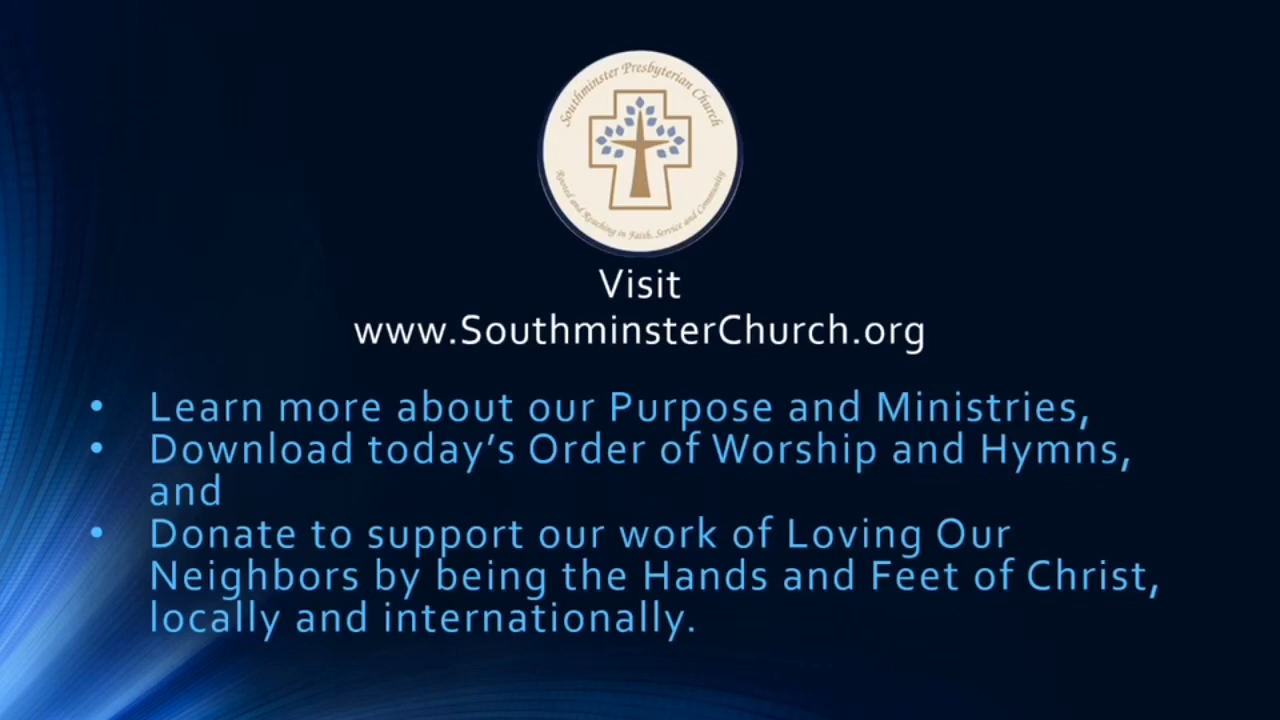 Southminster Presbyterian Church
Rooted and Reaching in Faith, Service and Community
Visit
www.SouthminsterChurch.org
• Learn more about our Purpose and Ministries,
• Download today’s Order of Worship and Hymns,
and
• Donate to support our work of Loving Our
Neighbors by being the Hands and Feet of Christ,
locally and internationally.